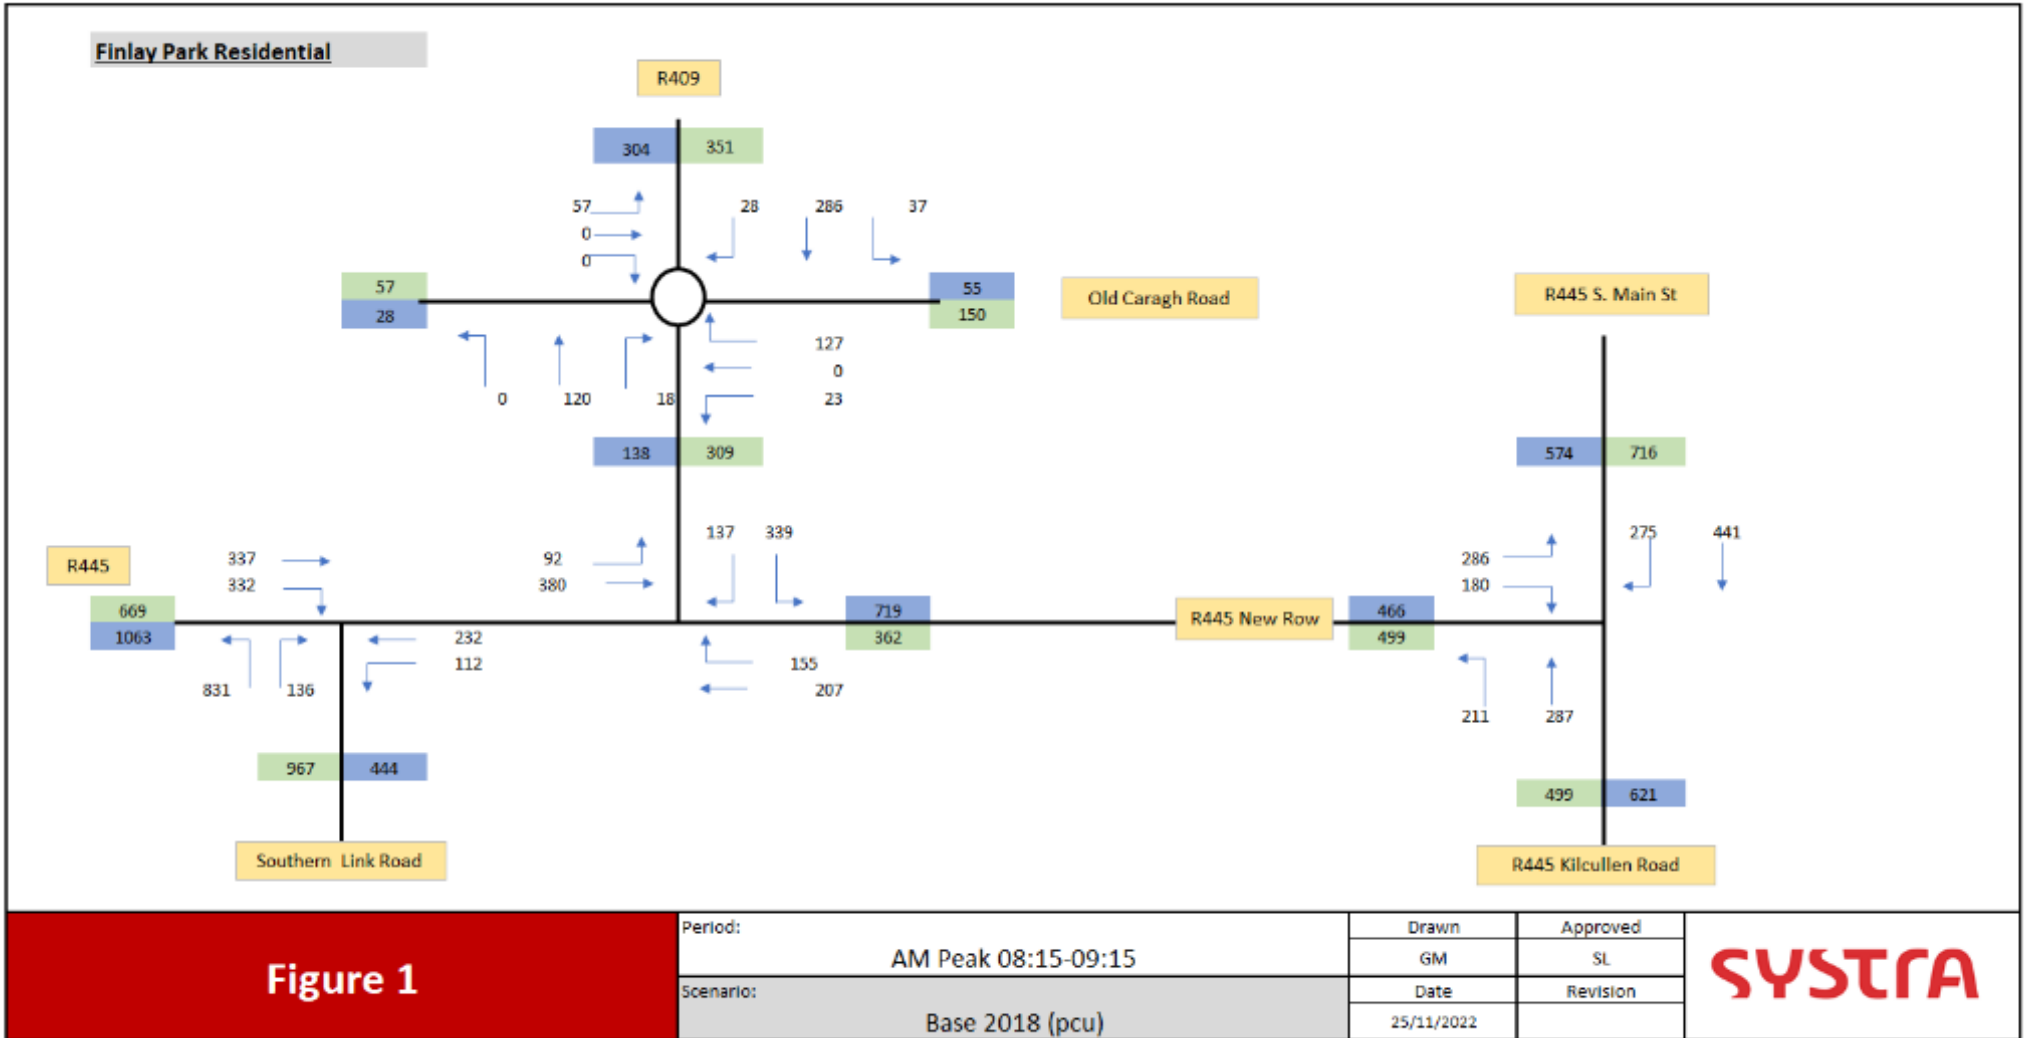 Finlay Park Residential
R409
304 351
57 28 286 37
0
0
57
28
55
150
Old Caragh Road
R445 S. Main St
127
0
23
0 120 18
138 309
574 716
137 339
275 441
R445
337
332
92
380
286
180
669
1063
719
362
R445 New Row
466
499
232
112
155
207
831 136
211 287
967 444
499 621
Southern Link Road
R445 Kilcullen Road
Figure 1
Period:
AM Peak 08:15-09:15
Scenario:
Base 2018 (pcu)
Drawn Approved
GM SL
Date Revision
25/11/2022
SYSTRA